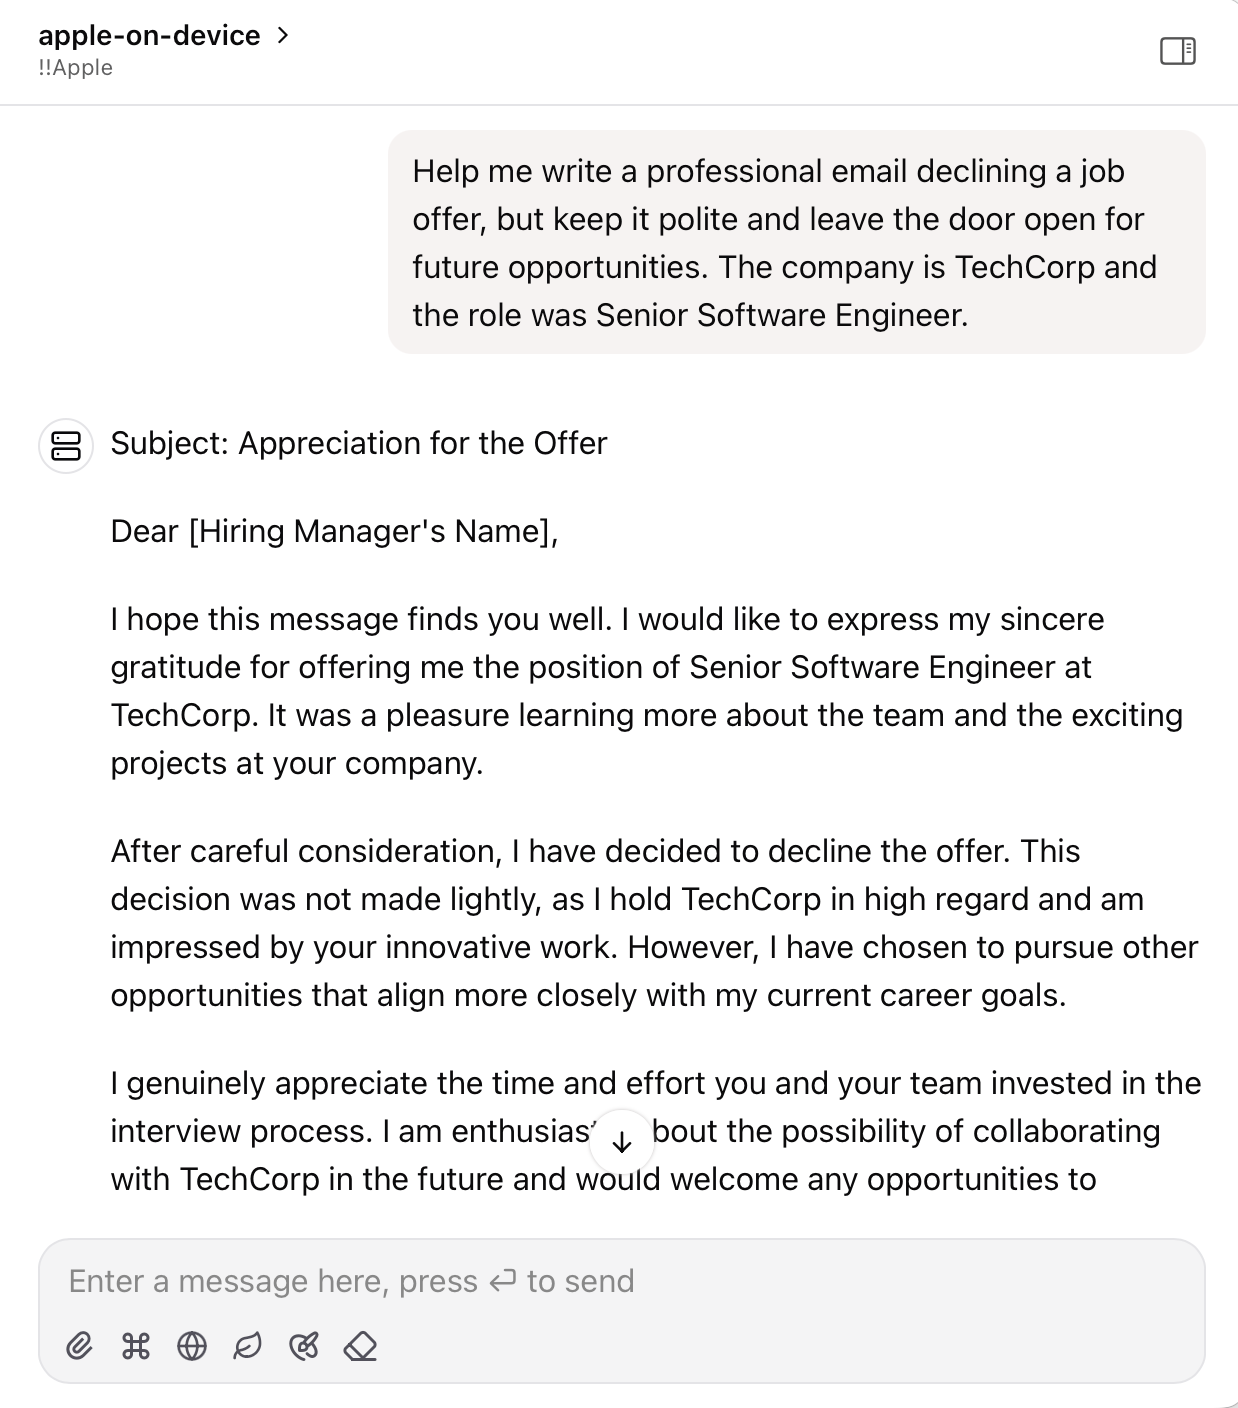 apple-on-device
!!Apple
Help me write a professional email declining a job
offer, but keep it polite and leave the door open for
future opportunities. The company is TechCorp and
the role was Senior Software Engineer.
Subject: Appreciation for the Offer
Dear [Hiring Manager's Name],
I hope this message finds you well. I would like to express my sincere
gratitude for offering me the position of Senior Software Engineer at
TechCorp. It was a pleasure learning more about the team and the exciting
projects at your company.
After careful consideration, I have decided to decline the offer. This
decision was not made lightly, as I hold TechCorp in high regard and am
impressed by your innovative work. However, I have chosen to pursue other
opportunities that align more closely with my current career goals.
I genuinely appreciate the time and effort you and your team invested in the
interview process. I am the possibility of collaborating
with TechCorp in the future and would welcome any opportunities to
Enter a message here, press ↵ to send